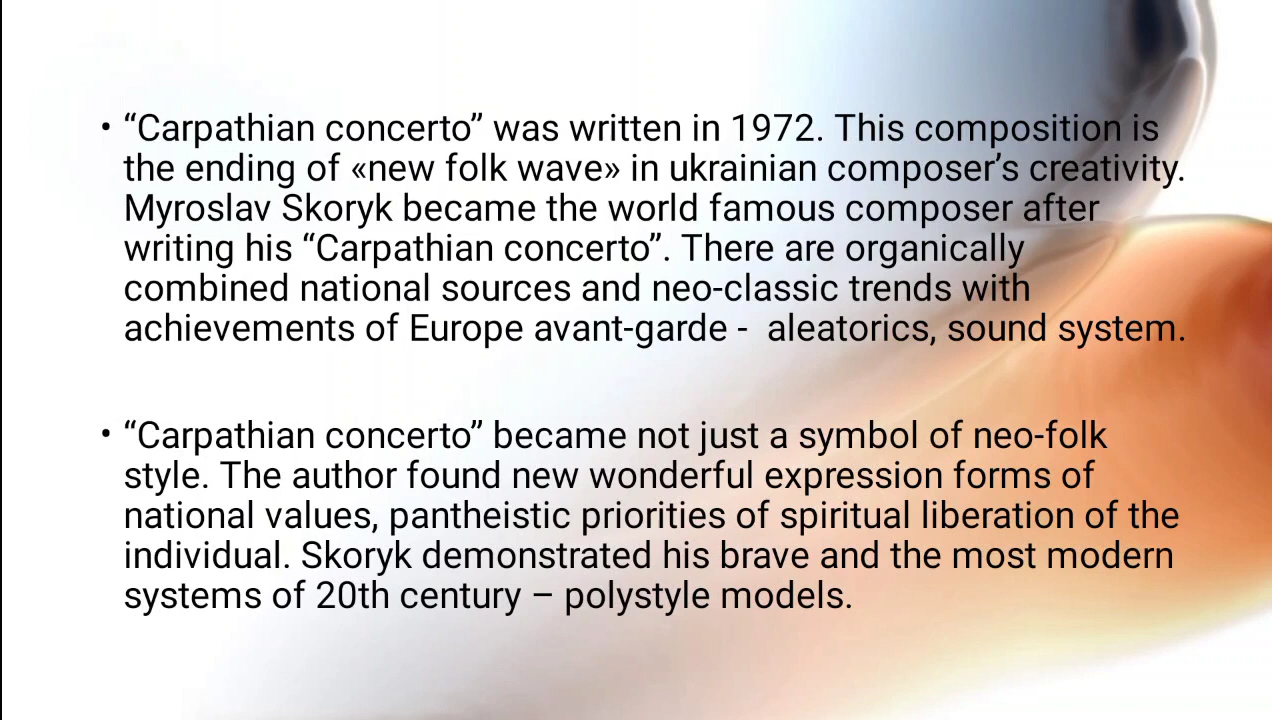 • “Carpathian concerto” was written in 1972. This composition is
the ending of «new folk wave» in ukrainian composer’s creativity.
Myroslav Skoryk became the world famous composer after
writing his “Carpathian concerto”. There are organically
combined national sources and neo-classic trends with
achievements of Europe avant-garde -  aleatorics, sound system.
• “Carpathian concerto” became not just a symbol of neo-folk
style. The author found new wonderful expression forms of
national values, pantheistic priorities of spiritual liberation of the
individual. Skoryk demonstrated his brave and the most modern
systems of 20th century – polystyle models.